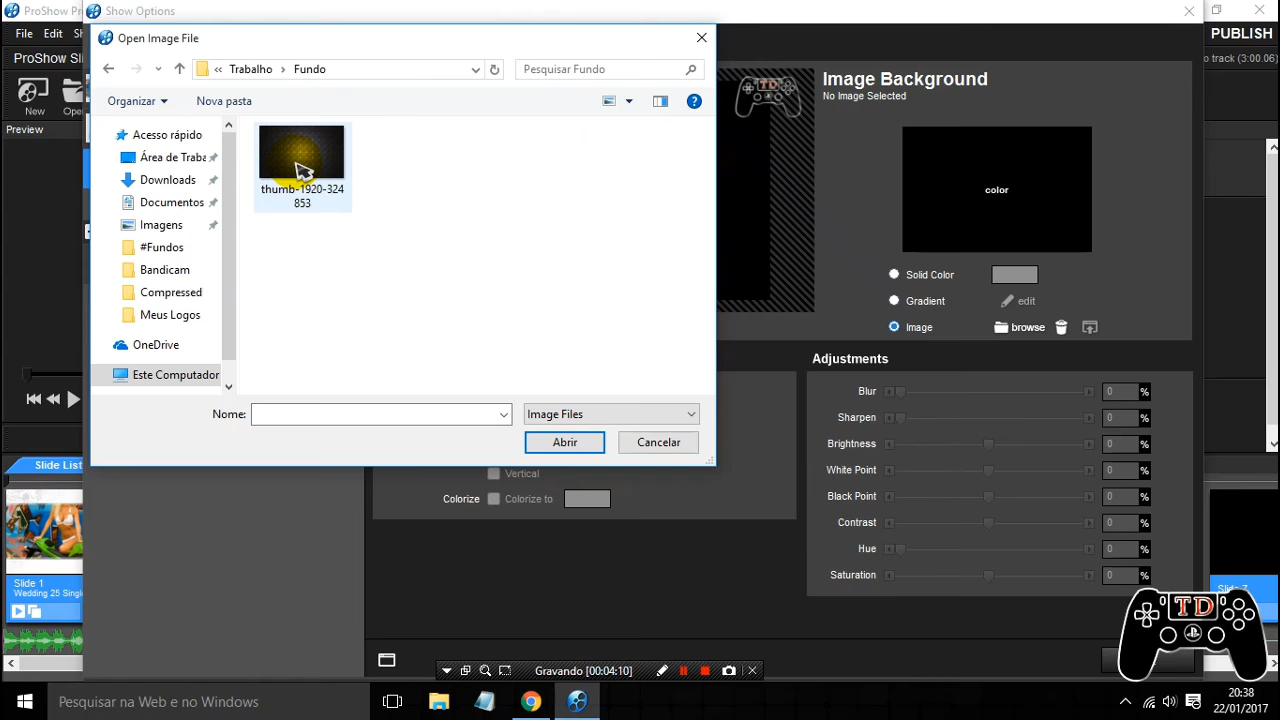 ProShow Pr
Show Options
File Edit
PUBLISH
ProShow Sli
o track (3:00.06)
New
Open
Preview
Open Image File
Trabalho
Fundo
Pesquisar Fundo
Organizar
Nova pasta
Acesso rápido
Área de Traba
Downloads
Documentos
Imagens
#Fundos
Bandicam
Compressed
Meus Logos
OneDrive
Este Computador
thumb-1920-324
853
Nome:
Image Files
Abrir
Cancelar
TD
Image Background
No Image Selected
color
Solid Color
Gradient
edit
Image
browse
Adjustments
Blur 0 %
Sharpen 0 %
Brightness 0 %
White Point 0 %
Black Point 0 %
Contrast 0 %
Hue 0 %
Saturation 0 %
Vertical
Colorize
Colorize to
Slide List
Slide 1
Wedding 25 Singl
Slide 7
TD
Gravando [00:04:10]
Pesquisar na Web e no Windows
20:38
22/01/2017